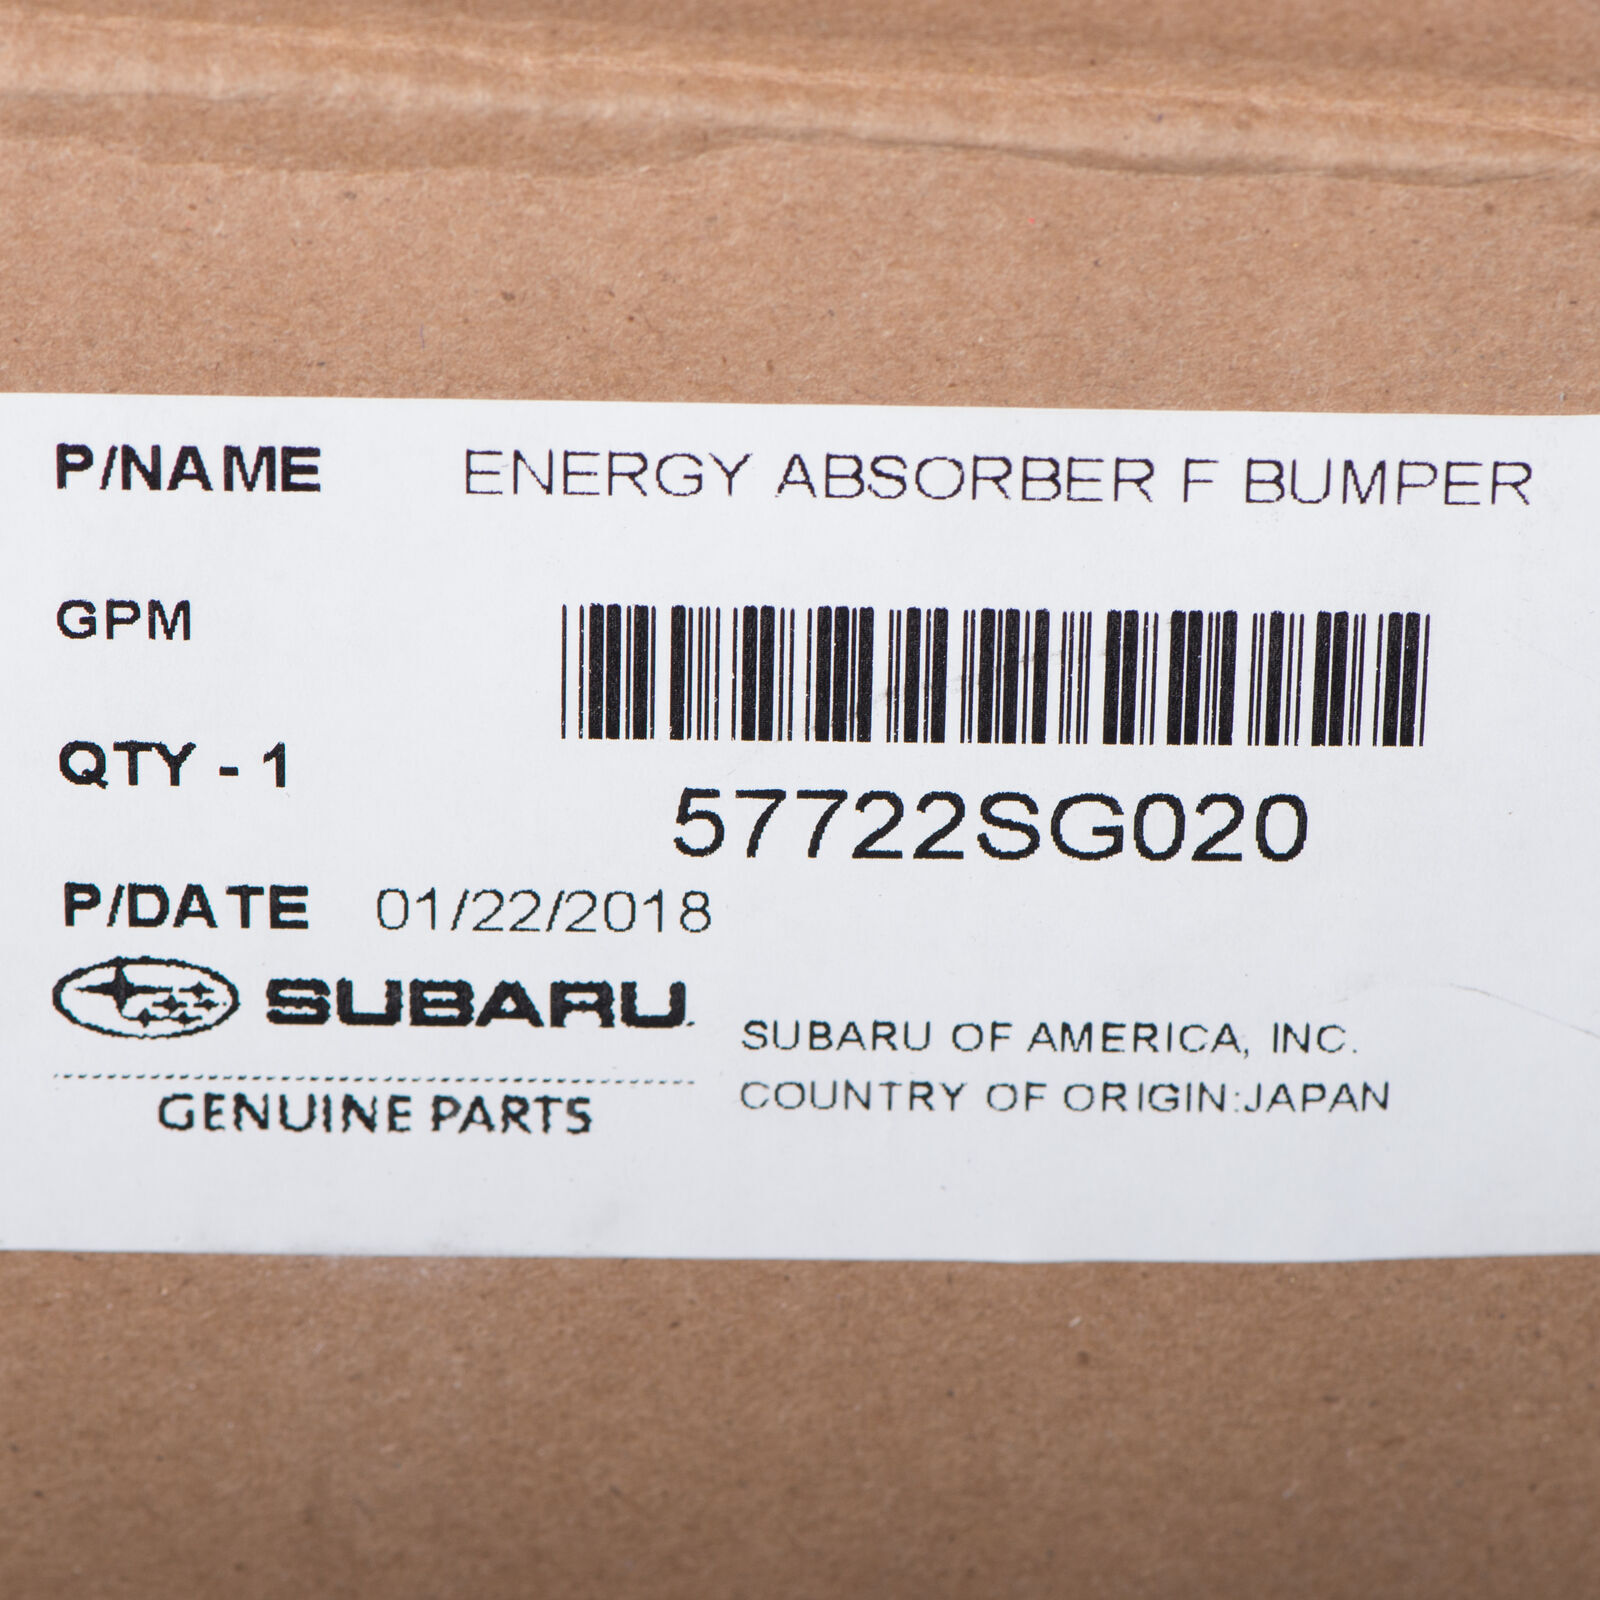 P/NAME ENERGY ABSORBER F BUMPER
GPM
QTY - 1
57722SG020
P/DATE 01/22/2018
SUBARU
GENUINE PARTS
SUBARU OF AMERICA, INC.
COUNTRY OF ORIGIN:JAPAN